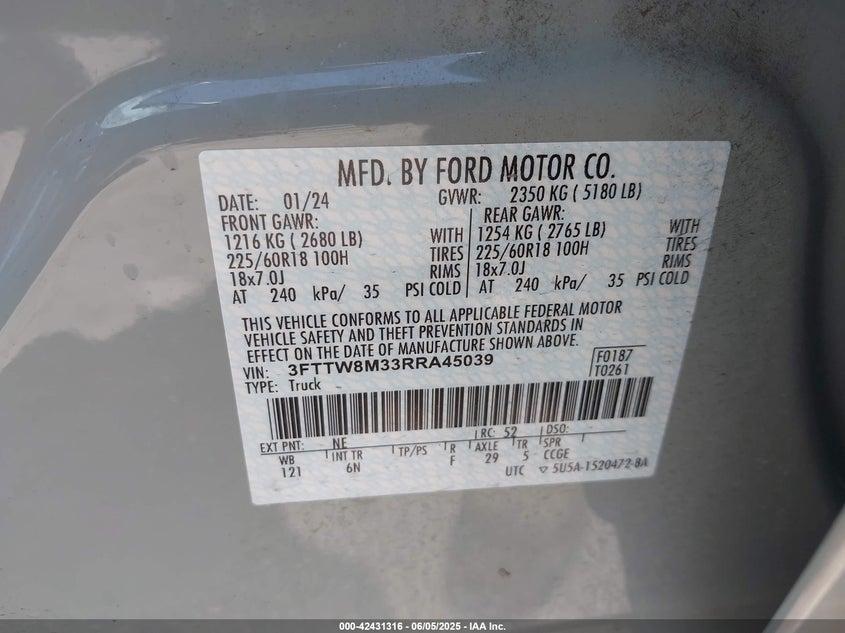 MFD. BY FORD MOTOR CO.
DATE: 01/24 GVWR: 2350 KG ( 5180 LB)
FRONT GAWR: REAR GAWR:
1216 KG ( 2680 LB) WITH 1254 KG ( 2765 LB) WITH
225/60R18 100H TIRES 225/60R18 100H TIRES
18x7.0J RIMS 18x7.0J RIMS
AT 240 kPa/ 35 PSI COLD AT 240 kPa/ 35 PSI COLD
THIS VEHICLE CONFORMS TO ALL APPLICABLE FEDERAL MOTOR
VEHICLE SAFETY AND THEFT PREVENTION STANDARDS IN
EFFECT ON THE DATE OF MANUFACTURE SHOWN ABOVE.
VIN: 3FTTW8M33RRA45039 F0187
TYPE: Truck T0261
EXT PNT: NE RC: 52 DSO:
WB INT TR TP/PS R AXLE TR SPR
121 6N F 29 5 CCGE
UTC ▽ 5U5A-1520472-8A
000-42431316 - 06/05/2025 - IAA Inc.